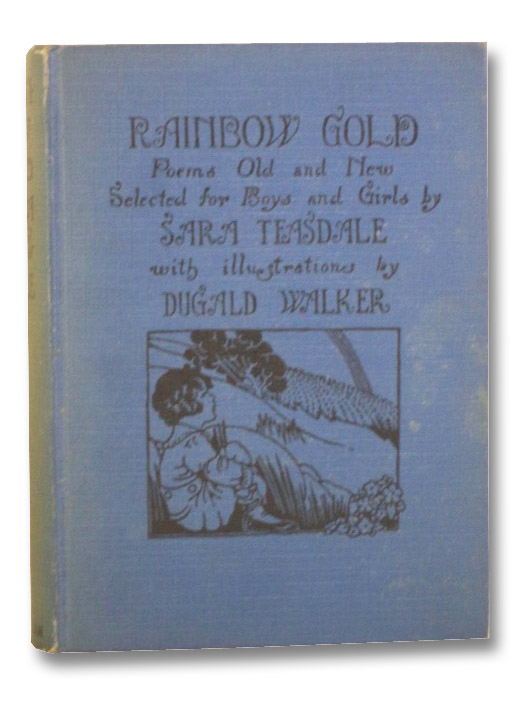 RAINBOW GOLD
Poems Old and New
Selected for Boys and Girls by
SARA TEASDALE
with illustrations by
DUGALD WALKER